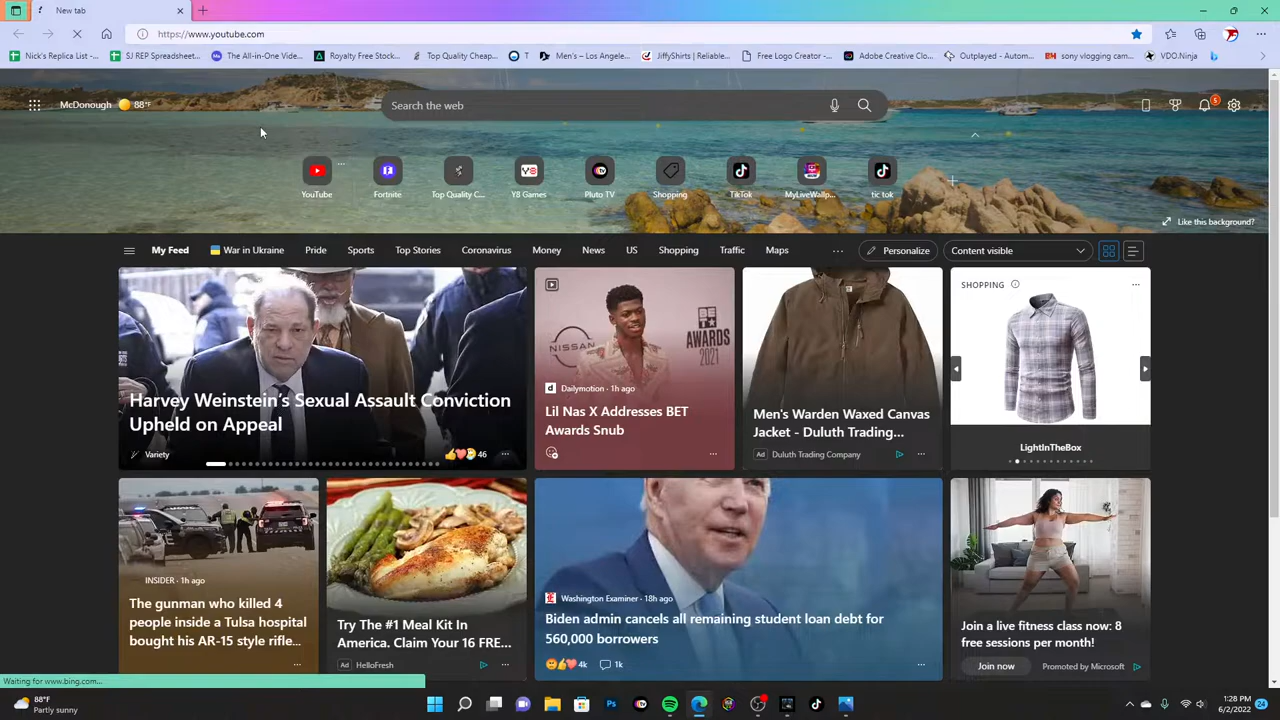 New tab
https://www.youtube.com
Nick's Replica List -...
SJ REP Spreadsheet...
The All-in-One Vide...
Royalty Free Stock...
Top Quality Cheap...
T
Men's – Los Angele...
JiffyShirts | Reliable...
Free Logo Creator -...
Adobe Creative Clo...
Outplayed - Autom...
sony vlogging cam...
VDO.Ninja
McDonough 88°F
Search the web
5
YouTube
Fortnite
Top Quality C...
Y8 Games
Pluto TV
Shopping
TikTok
MyLiveWallp...
tic tok
Like this background?
My Feed
War in Ukraine
Pride
Sports
Top Stories
Coronavirus
Money
News
US
Shopping
Traffic
Maps
Personalize
Content visible
Harvey Weinstein's Sexual Assault Conviction
Upheld on Appeal
Variety
46
NISSAN
BET
AWARDS
2021
Dailymotion · 1h ago
Lil Nas X Addresses BET
Awards Snub
Men's Warden Waxed Canvas
Jacket - Duluth Trading...
Ad Duluth Trading Company
SHOPPING
LightInTheBox
INSIDER · 1h ago
The gunman who killed 4
people inside a Tulsa hospital
bought his AR-15 style rifle...
Try The #1 Meal Kit In
America. Claim Your 16 FRE...
Ad HelloFresh
Washington Examiner · 18h ago
Biden admin cancels all remaining student loan debt for
560,000 borrowers
4k
1k
Join a live fitness class now: 8
free sessions per month!
Join now
Promoted by Microsoft
Waiting for www.bing.com...
88°F
Partly sunny
1:28 PM
6/2/2022
24